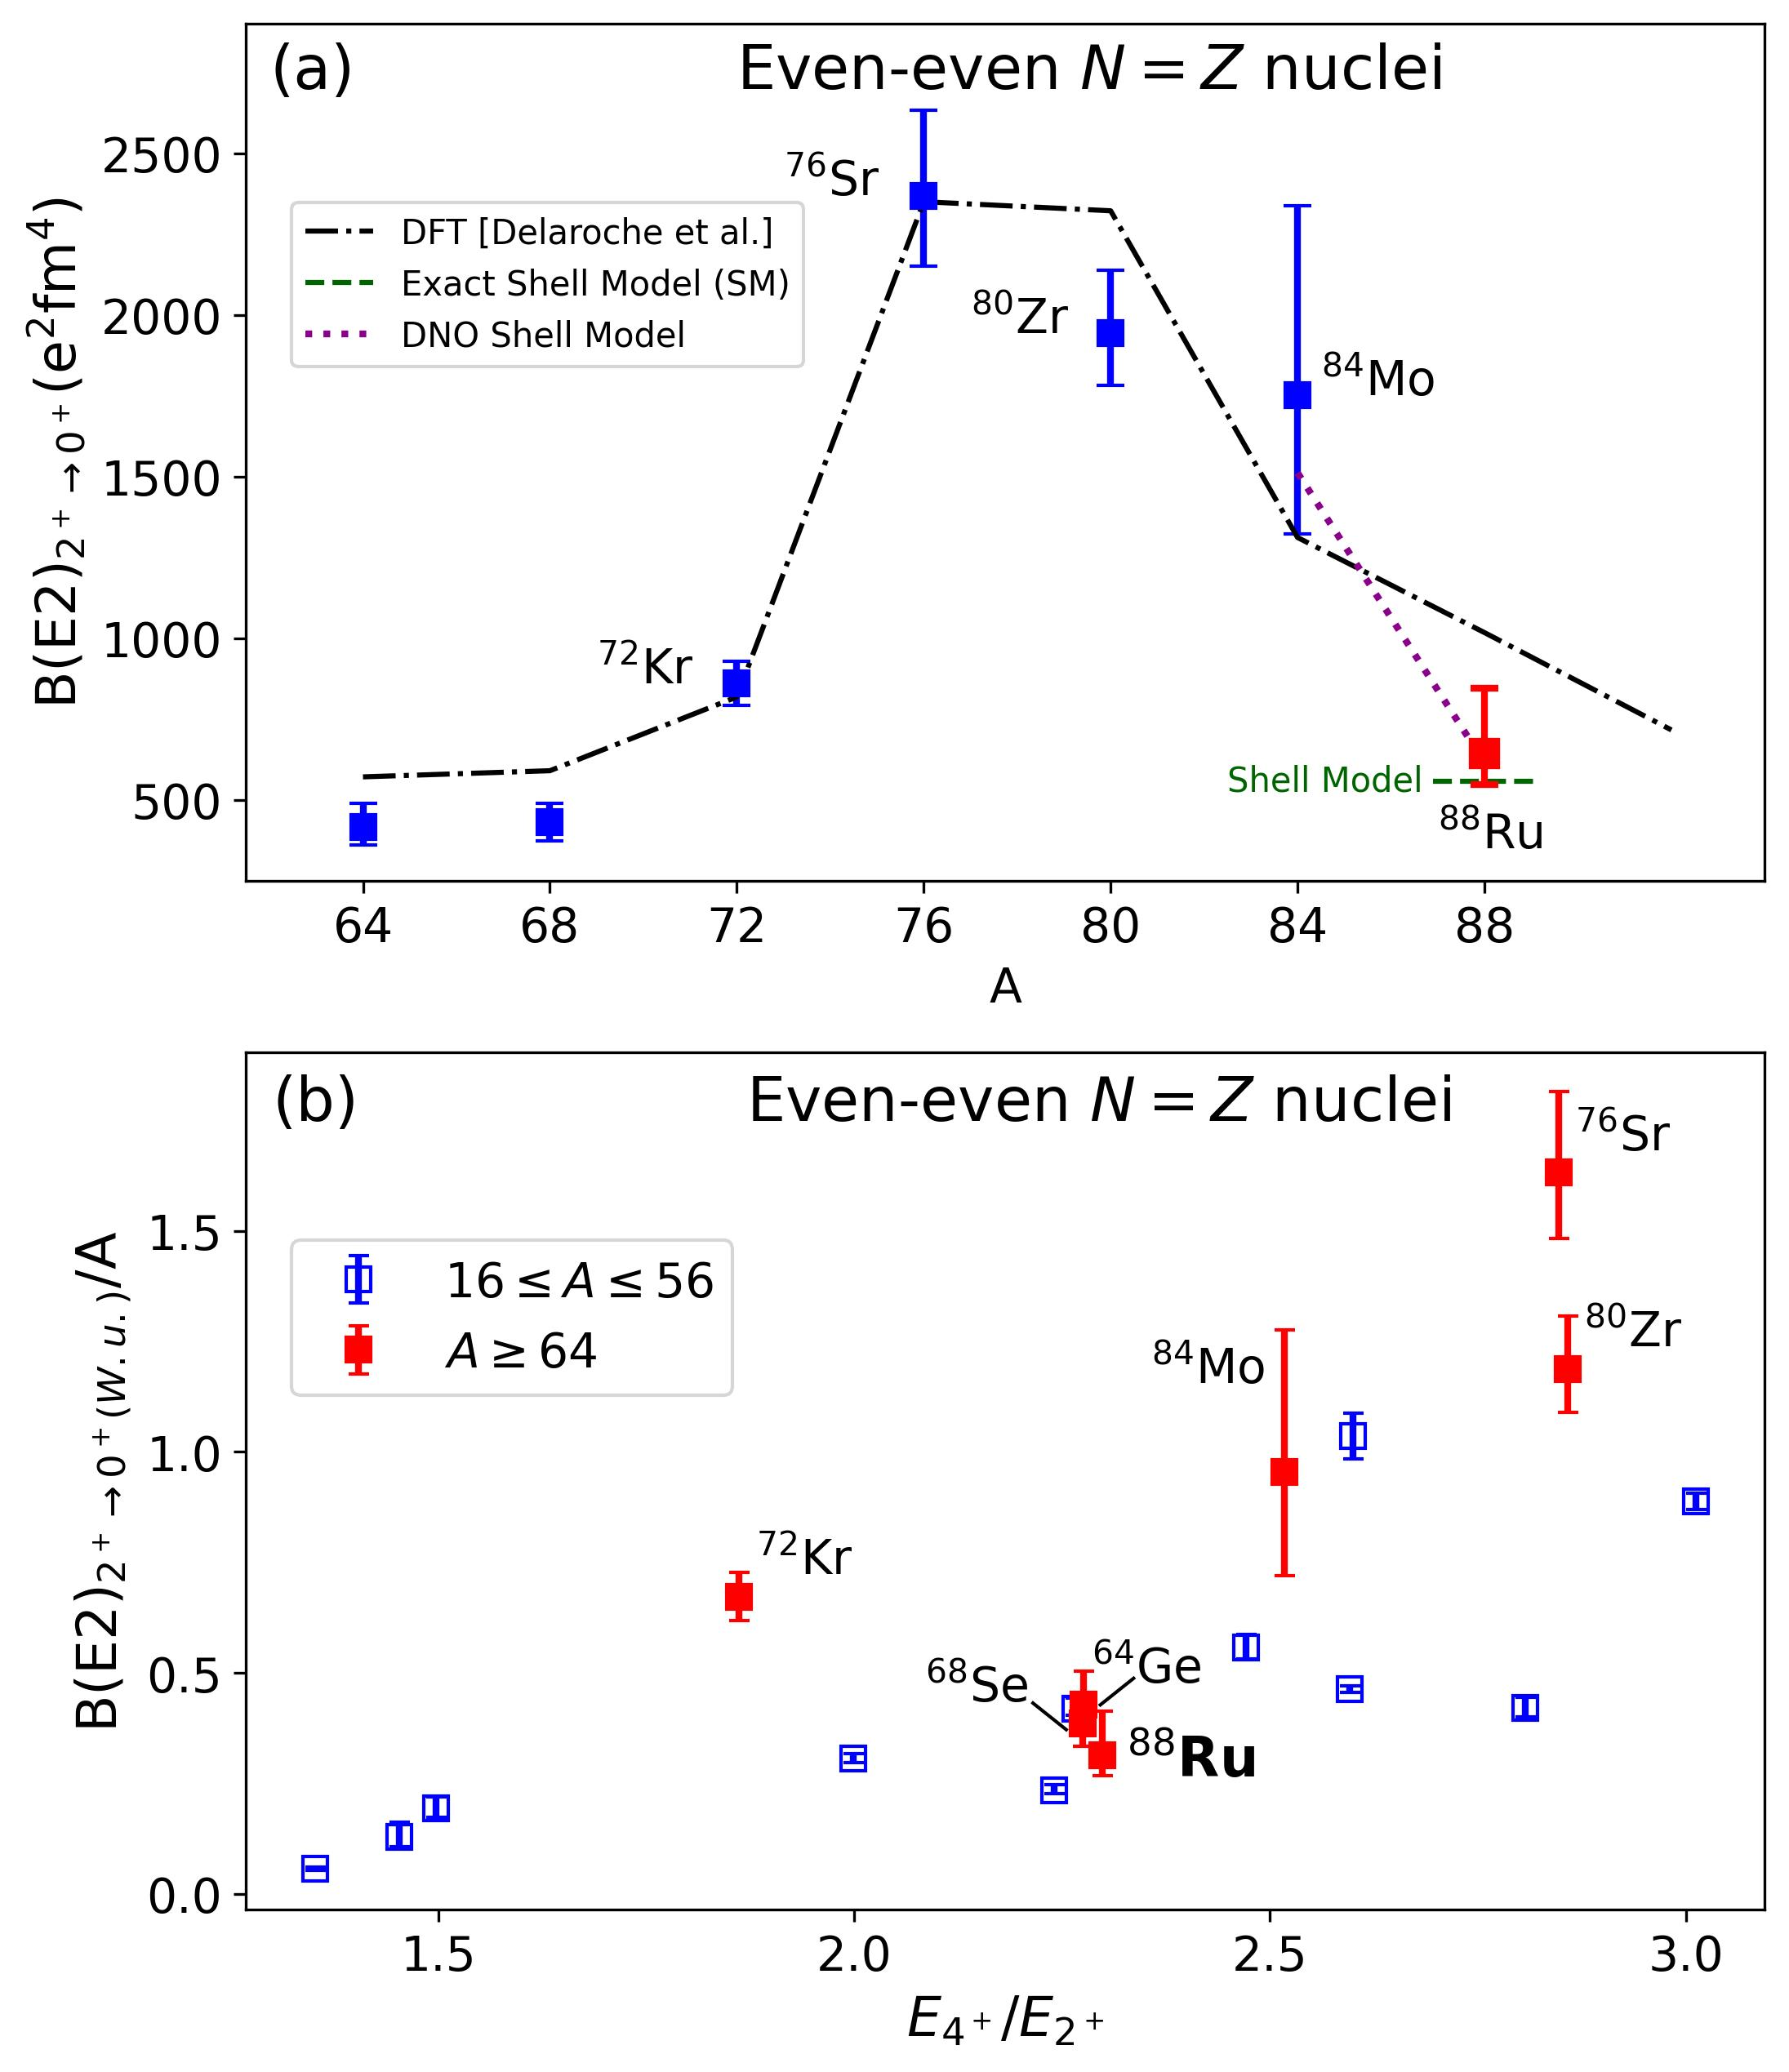 (a) Even-even N = Z nuclei
B(E2)₂⁺→₀⁺(e²fm⁴)
2500
2000
1500
1000
500
DFT [Delaroche et al.]
Exact Shell Model (SM)
DNO Shell Model
⁷⁶Sr
⁸⁰Zr
⁸⁴Mo
⁷²Kr
Shell Model
⁸⁸Ru
64 68 72 76 80 84 88
A
(b) Even-even N = Z nuclei
B(E2)₂⁺→₀⁺(W.u.)/A
1.5
1.0
0.5
0.0
16 ≤ A ≤ 56
A ≥ 64
⁷⁶Sr
⁸⁰Zr
⁸⁴Mo
⁷²Kr
⁶⁴Ge
⁶⁸Se
⁸⁸Ru
1.5 2.0 2.5 3.0
E₄⁺/E₂⁺